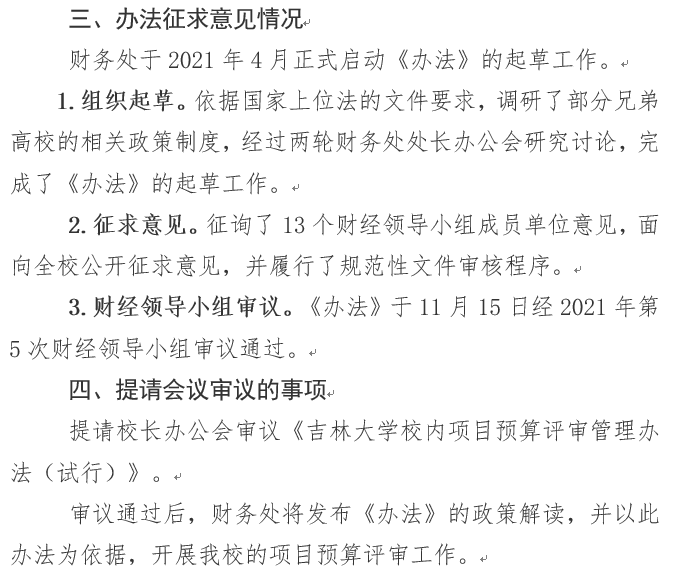 三、办法征求意见情况
财务处于 2021 年 4 月正式启动《办法》的起草工作。
1. 组织起草。依据国家上位法的文件要求，调研了部分兄弟
高校的相关政策制度，经过两轮财务处处长办公会研究讨论，完
成了《办法》的起草工作。
2. 征求意见。征询了 13 个财经领导小组成员单位意见，面
向全校公开征求意见，并履行了规范性文件审核程序。
3. 财经领导小组审议。《办法》于 11 月 15 日经 2021 年第
5 次财经领导小组审议通过。
四、提请会议审议的事项
提请校长办公会审议《吉林大学校内项目预算评审管理办
法（试行）》。
审议通过后，财务处将发布《办法》的政策解读，并以此
办法为依据，开展我校的项目预算评审工作。